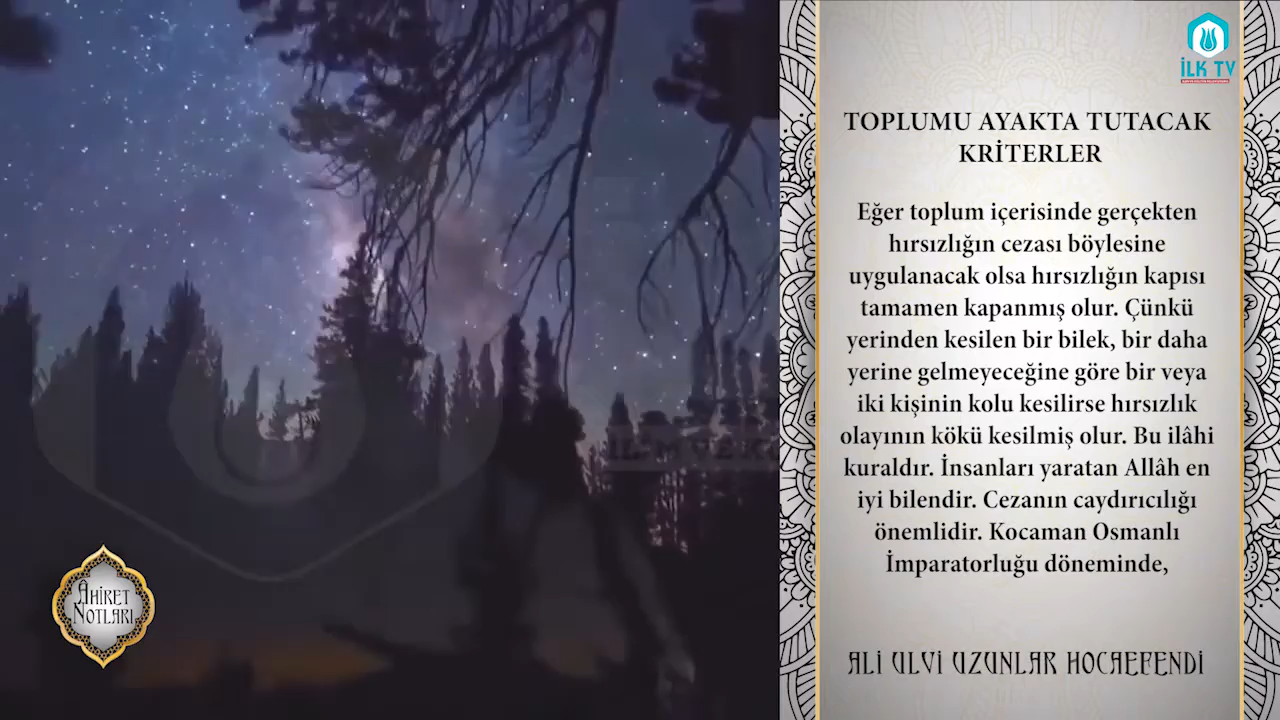 İLK TV
TOPLUMU AYAKTA TUTACAK
KRİTERLER
Eğer toplum içerisinde gerçekten
hırsızlığın cezası böylesine
uygulanacak olsa hırsızlığın kapısı
tamamen kapanmış olur. Çünkü
yerinden kesilen bir bilek, bir daha
yerine gelmeyeceğine göre bir veya
iki kişinin kolu kesilirse hırsızlık
olayının kökü kesilmiş olur. Bu ilâhi
kuraldır. İnsanları yaratan Allâh en
iyi bilendir. Cezanın caydırıcılığı
önemlidir. Kocaman Osmanlı
İmparatorluğu döneminde,
ALİ ULVİ UZUNLAR HOCAEFENDİ
ÂHİRET
NOTLARI